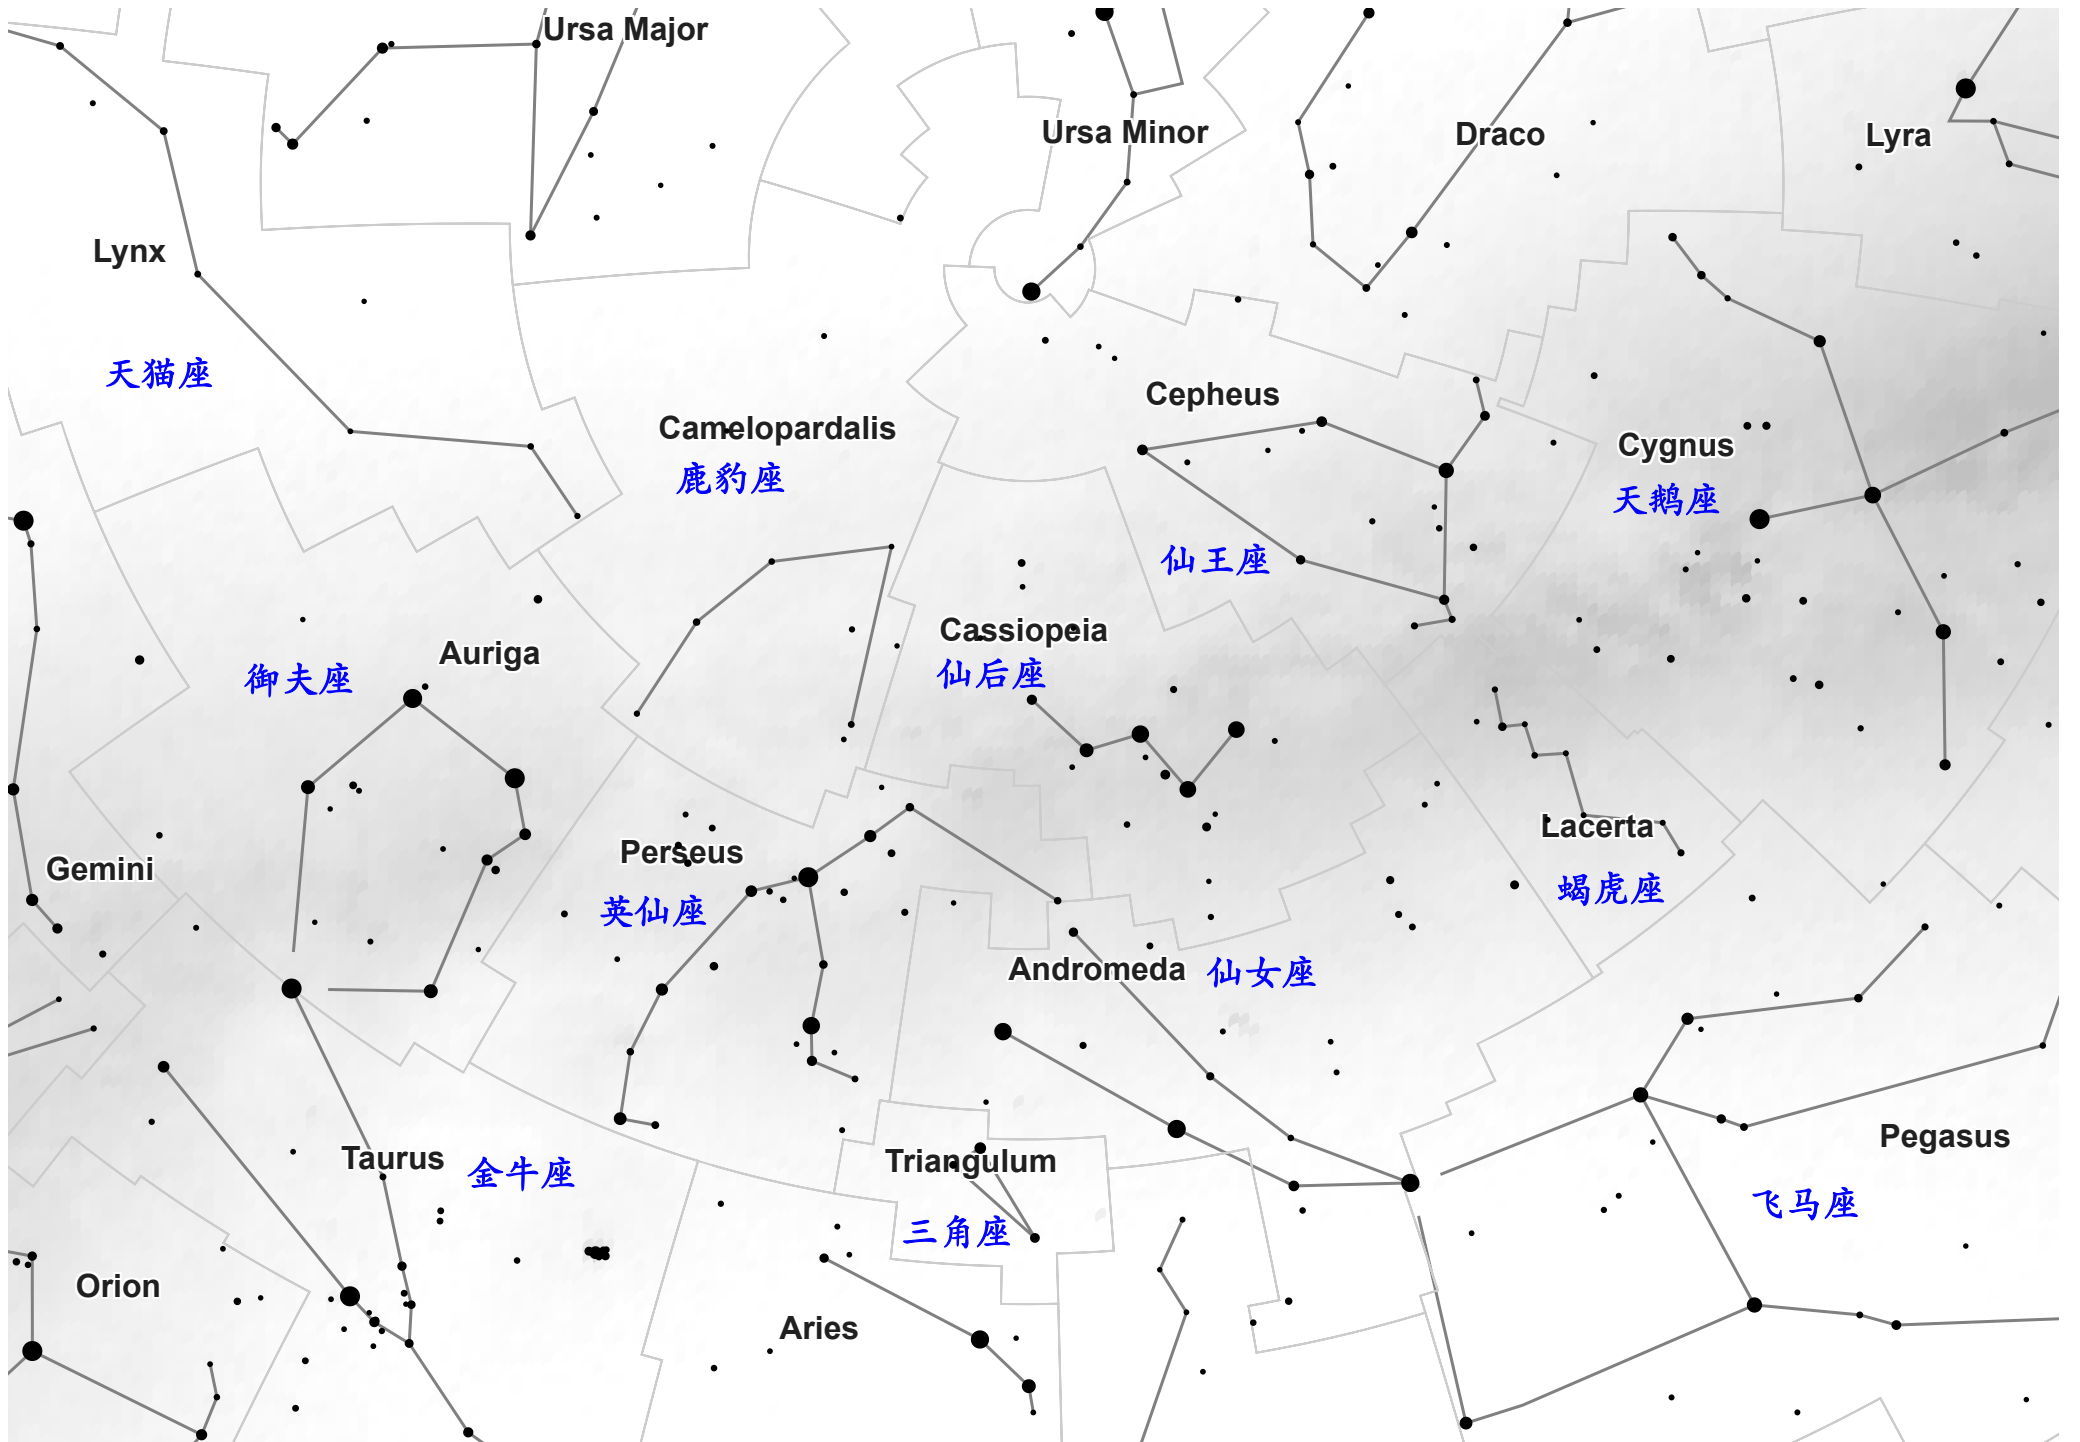 Ursa Major
Ursa Minor
Draco
Lyra
Lynx
天猫座
Cepheus
Camelopardalis
鹿豹座
Cygnus
天鹅座
仙王座
Cassiopeia
仙后座
Auriga
御夫座
Lacerta
蝎虎座
Perseus
英仙座
Gemini
Andromeda
仙女座
Pegasus
飞马座
Taurus
金牛座
Triangulum
三角座
Orion
Aries